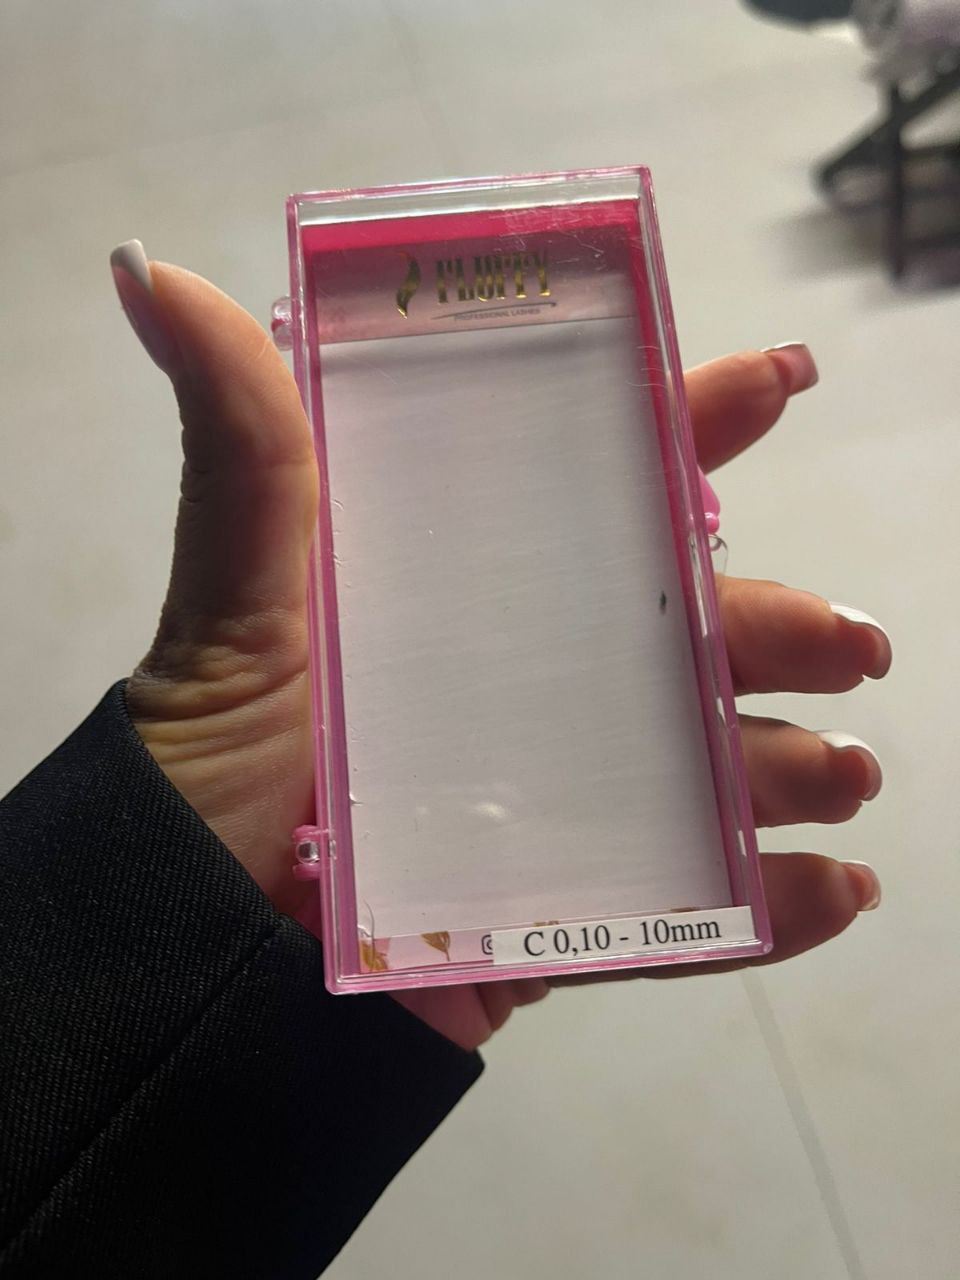 FLUFFY
PROFESSIONAL LASHES
C 0,10 - 10mm